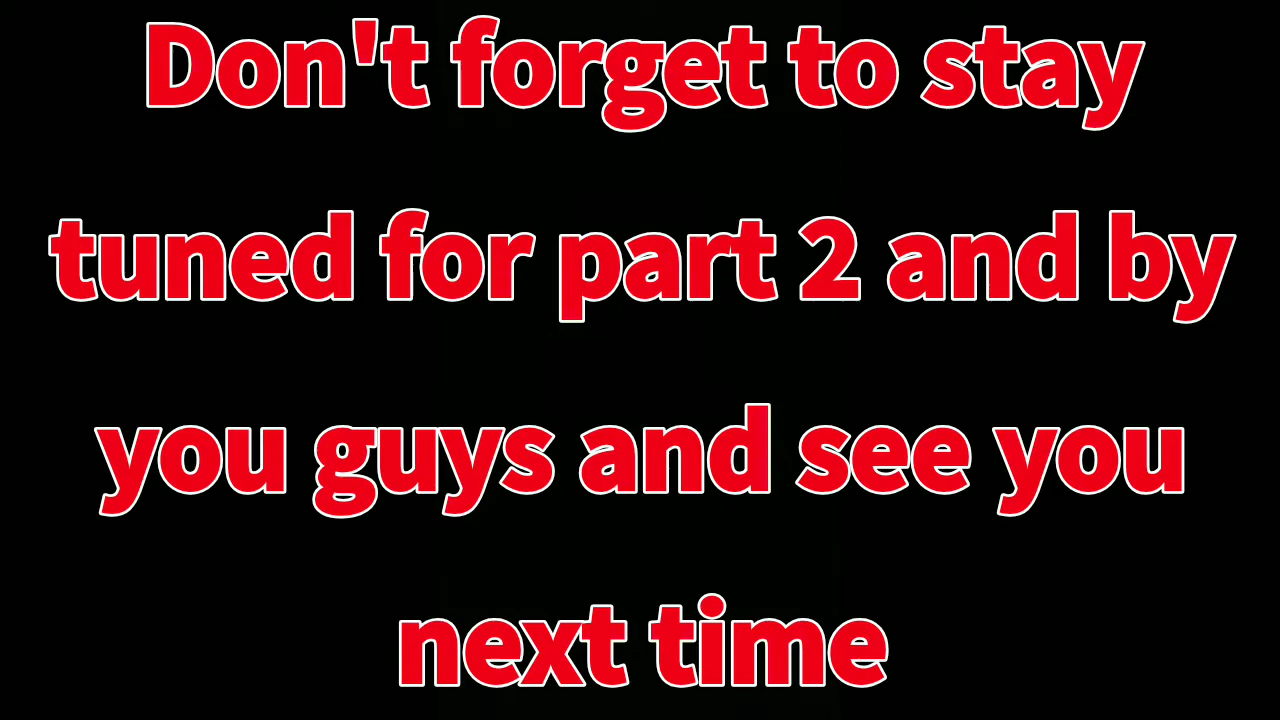 Don't forget to stay
tuned for part 2 and by
you guys and see you
next time